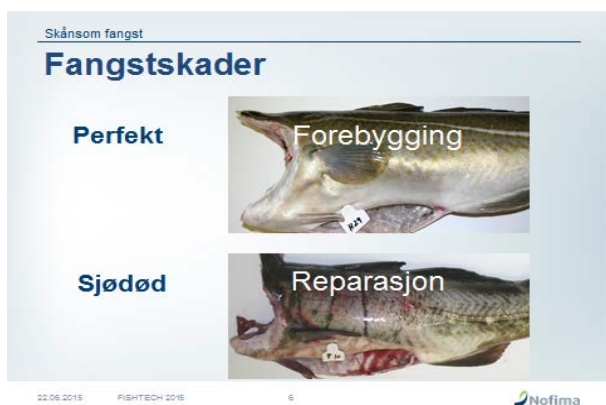 Skånsom fangst
Fangstskader
Perfekt
Forebygging
Sjødød
Reparasjon
22.06.2015 FISHTECH 2015 6
Nofima